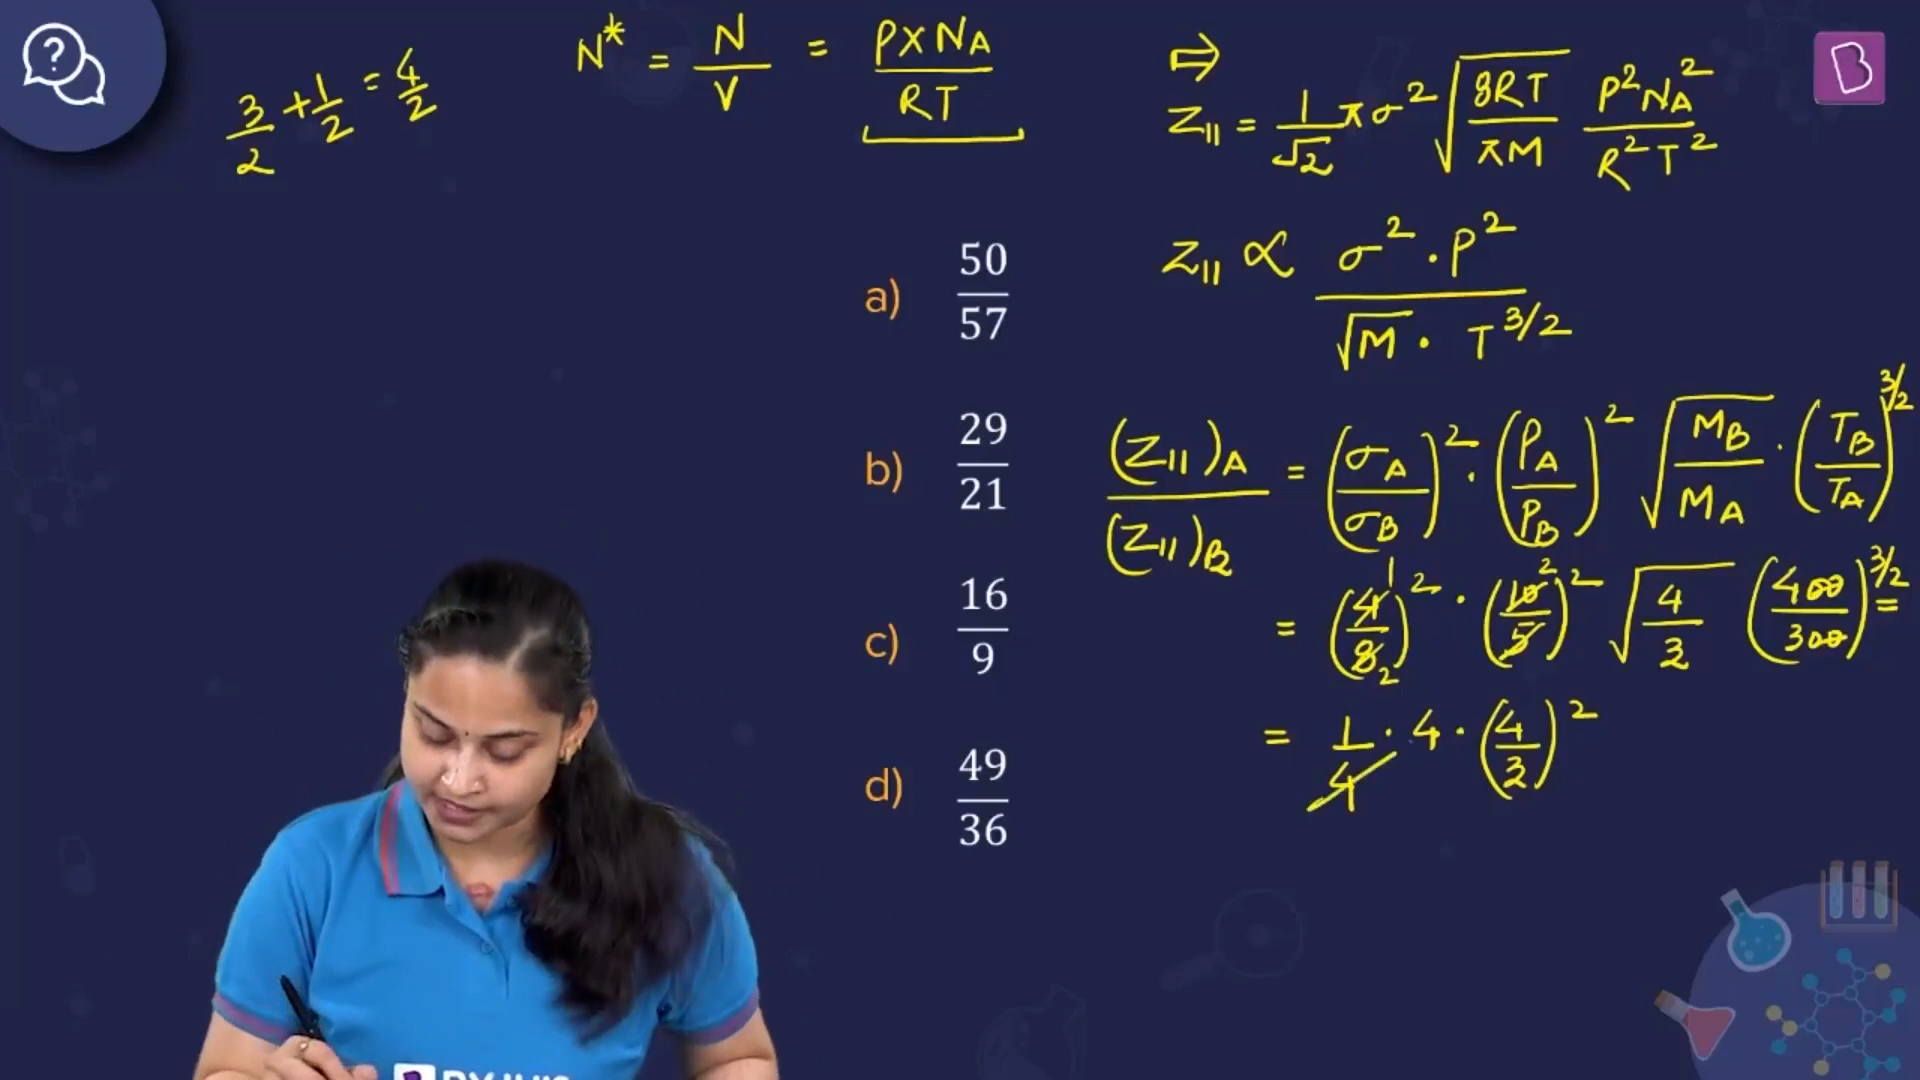 3/2 + 1/2 = 4/2
N* = N/V = P×N_A/RT
a) 50/57
b) 29/21
c) 16/9
d) 49/36
⇒
Z₁₁ = 1/√2 πσ² √(8RT/πM) P²N_A²/R²T²
Z₁₁ ∝ σ² · P² / √M · T^3/2
(Z₁₁)_A/(Z₁₁)_B = (σ_A/σ_B)² · (P_A/P_B)² √(M_B/M_A) · (T_B/T_A)^3/2
= (4/8)² · (10/5)² √(4/3) (400/300)^3/2 =
1 2 2
= 1/4 · 4 · (4/3)²
B
?